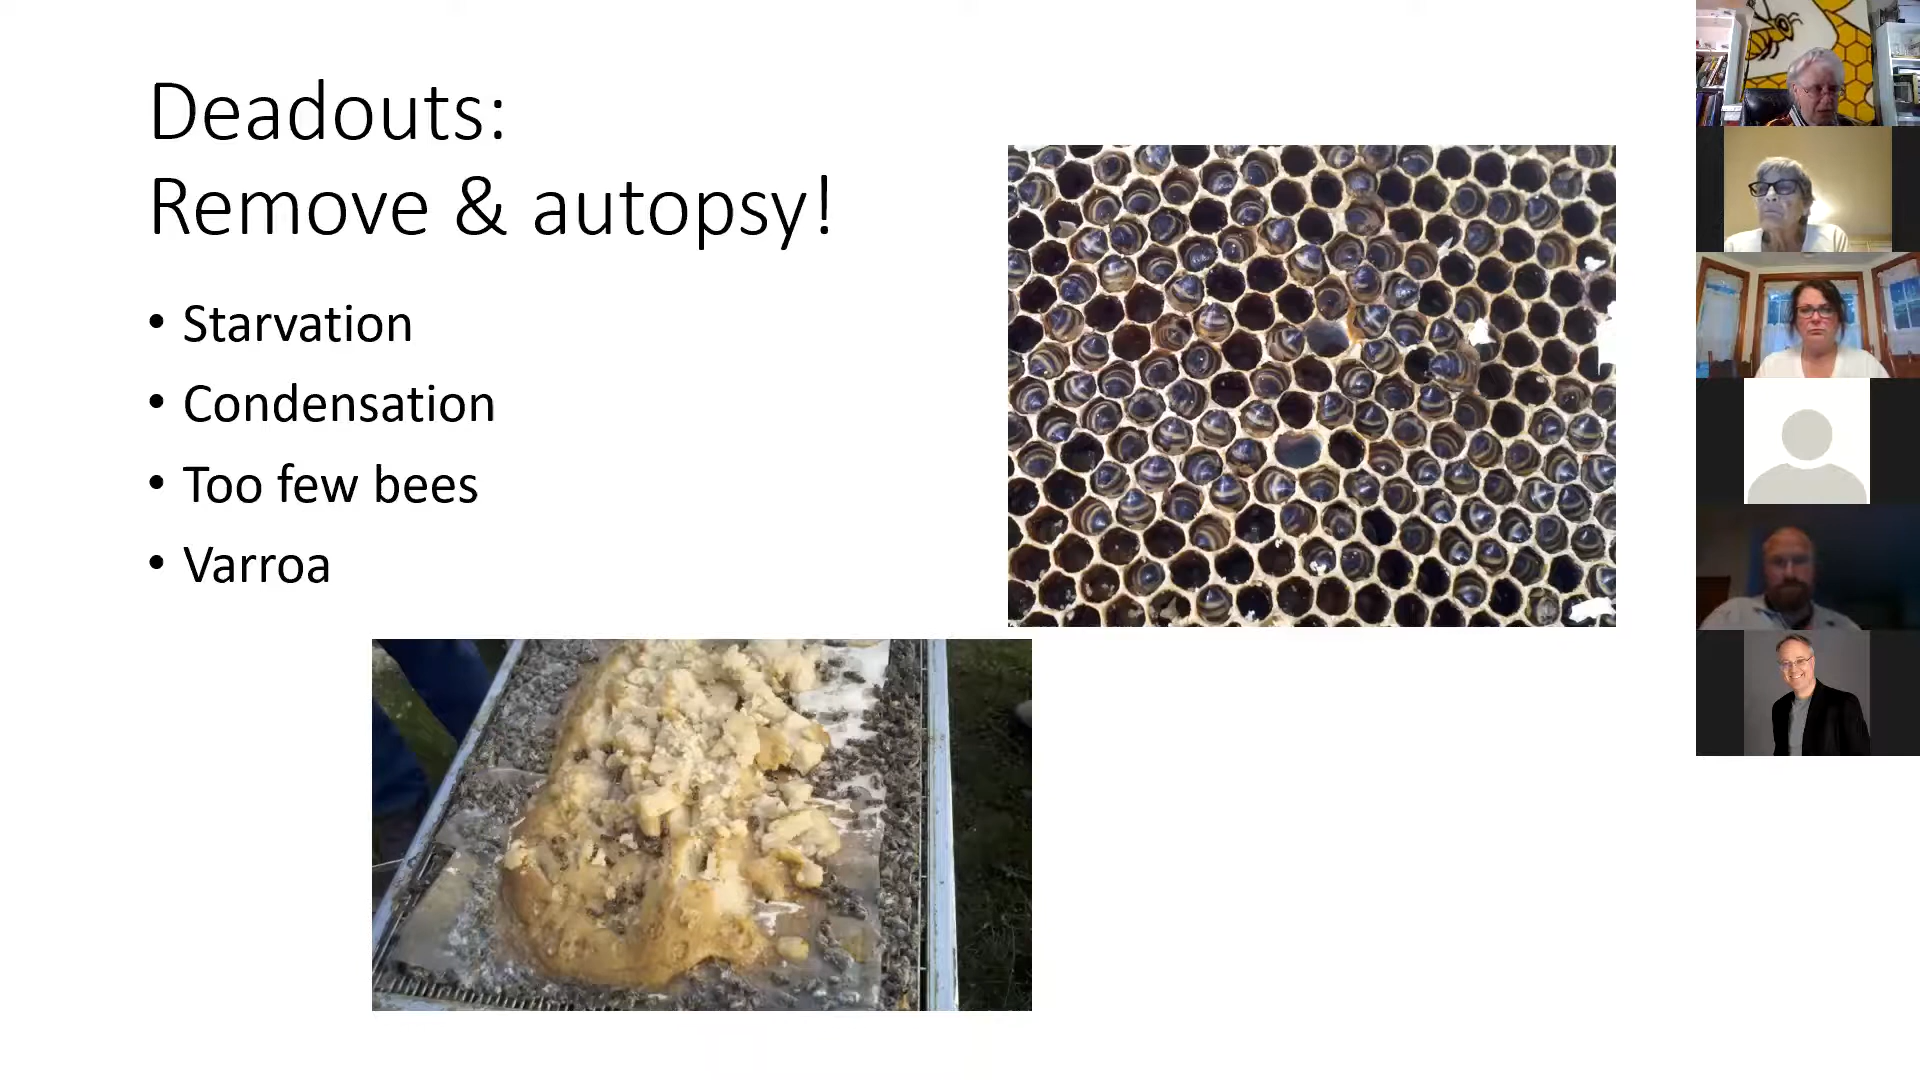 Deadouts:
Remove & autopsy!
• Starvation
• Condensation
• Too few bees
• Varroa